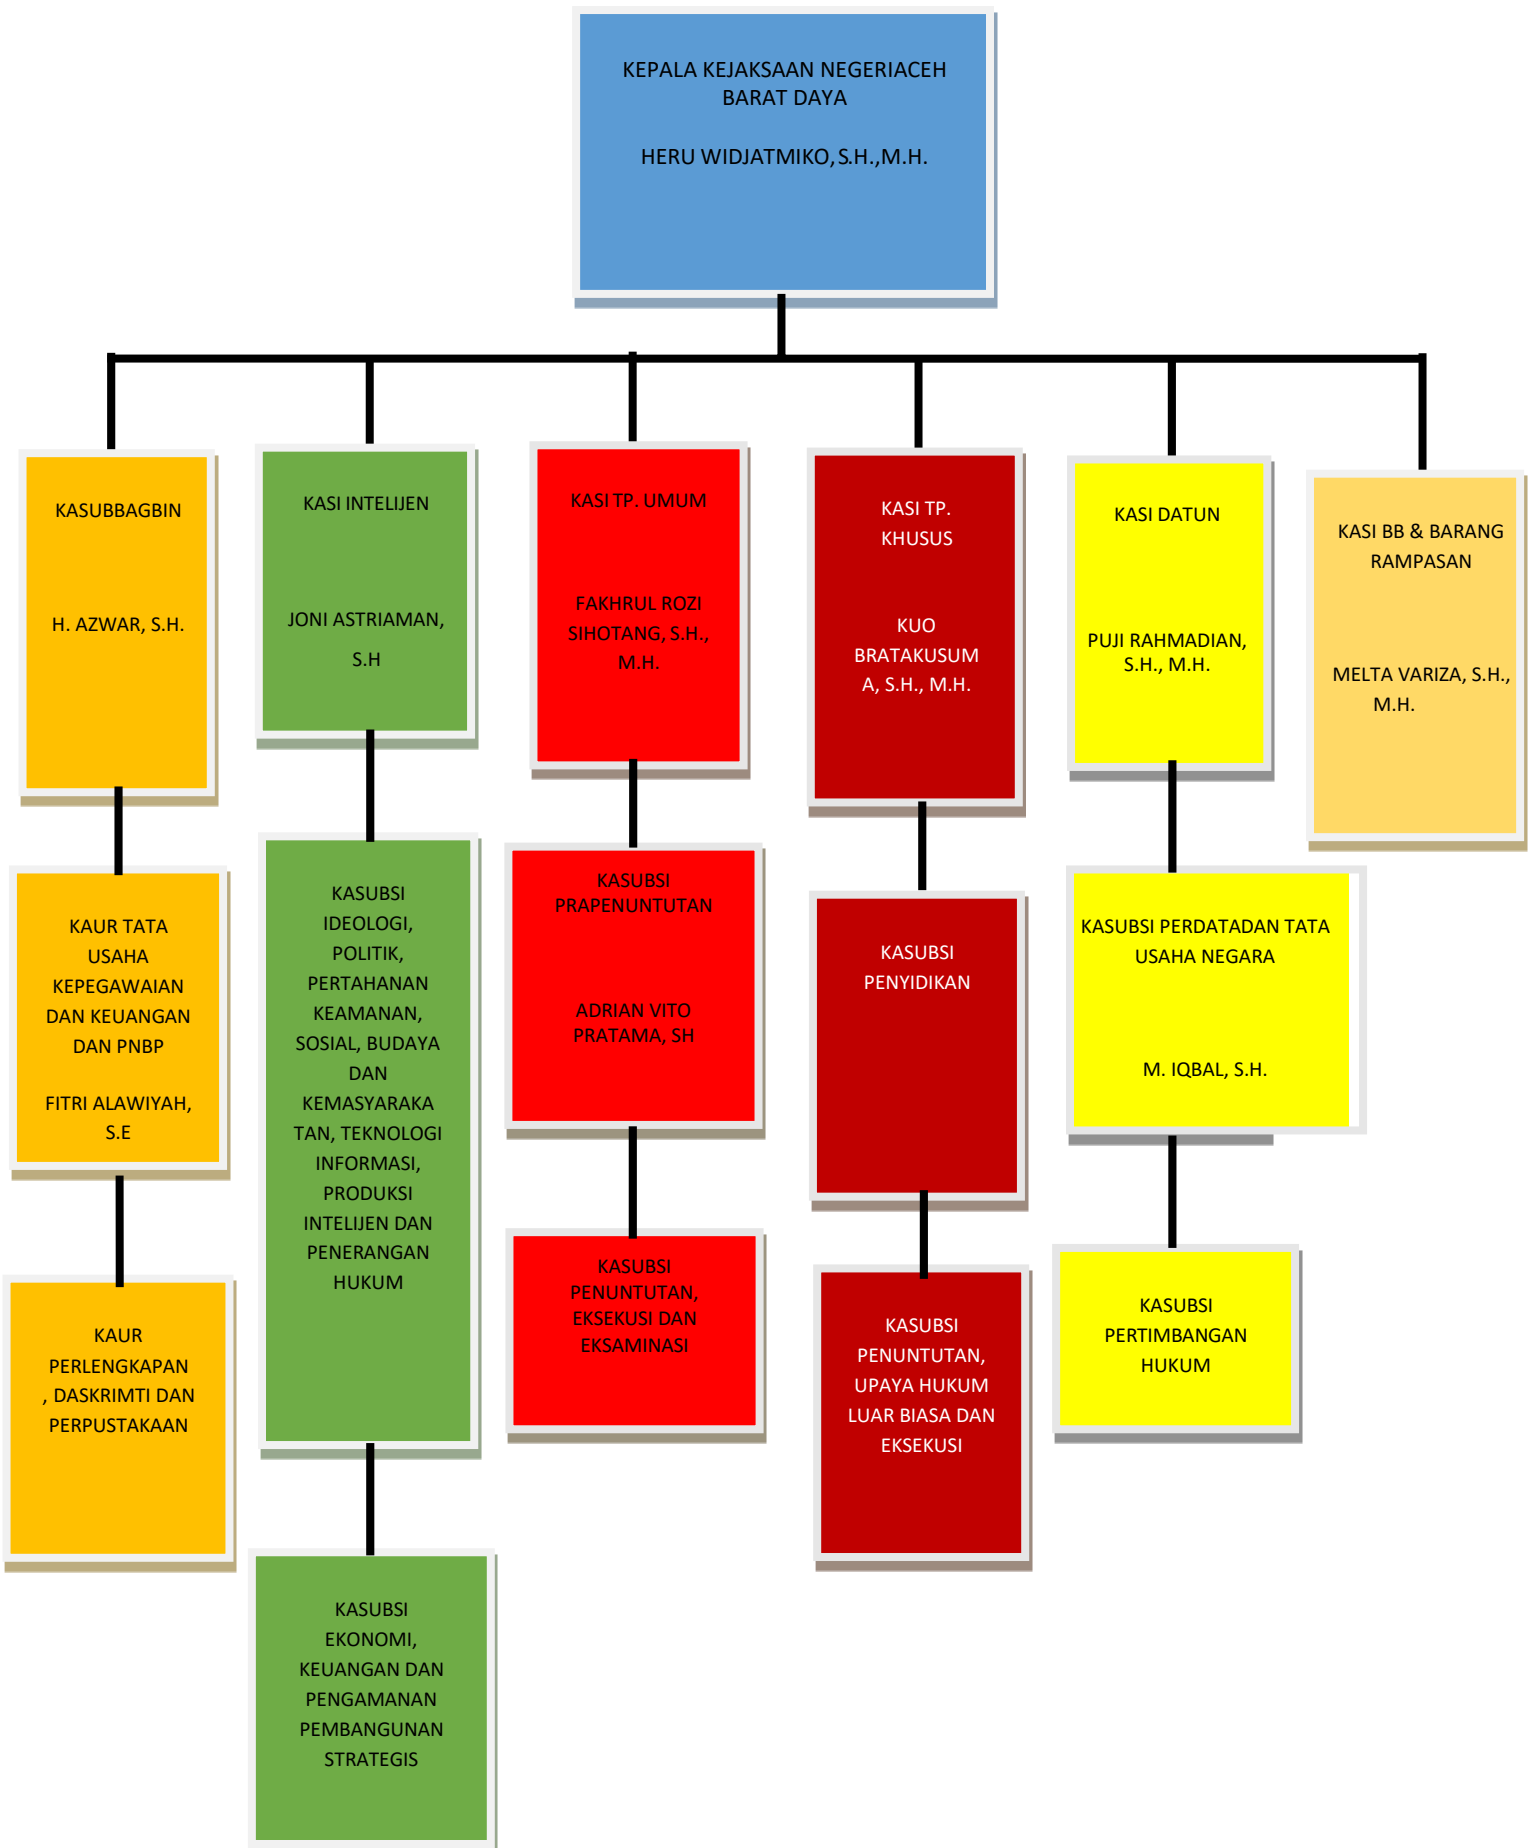 KEPALA KEJAKSAAN NEGERIACEH
BARAT DAYA
HERU WIDJATMIKO, S.H.,M.H.
KASUBBAGBIN
H. AZWAR, S.H.
KASI INTELIJEN
JONI ASTRIAMAN,
S.H
KASI TP. UMUM
FAKHRUL ROZI
SIHOTANG, S.H.,
M.H.
KASI TP.
KHUSUS
KUO
BRATAKUSUM
A, S.H., M.H.
KASI DATUN
PUJI RAHMADIAN,
S.H., M.H.
KASI BB & BARANG
RAMPASAN
MELTA VARIZA, S.H.,
M.H.
KAUR TATA
USAHA
KEPEGAWAIAN
DAN KEUANGAN
DAN PNBP
FITRI ALAWIYAH,
S.E
KASUBSI
IDEOLOGI,
POLITIK,
PERTAHANAN
KEAMANAN,
SOSIAL, BUDAYA
DAN
KEMASYARAKA
TAN, TEKNOLOGI
INFORMASI,
PRODUKSI
INTELIJEN DAN
PENERANGAN
HUKUM
KASUBSI
PRAPENUNTUTAN
ADRIAN VITO
PRATAMA, SH
KASUBSI
PENYIDIKAN
KASUBSI PERDATADAN TATA
USAHA NEGARA
M. IQBAL, S.H.
KAUR
PERLENGKAPAN
, DASKRIMTI DAN
PERPUSTAKAAN
KASUBSI
PENUNTUTAN,
EKSEKUSI DAN
EKSAMINASI
KASUBSI
PENUNTUTAN,
UPAYA HUKUM
LUAR BIASA DAN
EKSEKUSI
KASUBSI
PERTIMBANGAN
HUKUM
KASUBSI
EKONOMI,
KEUANGAN DAN
PENGAMANAN
PEMBANGUNAN
STRATEGIS